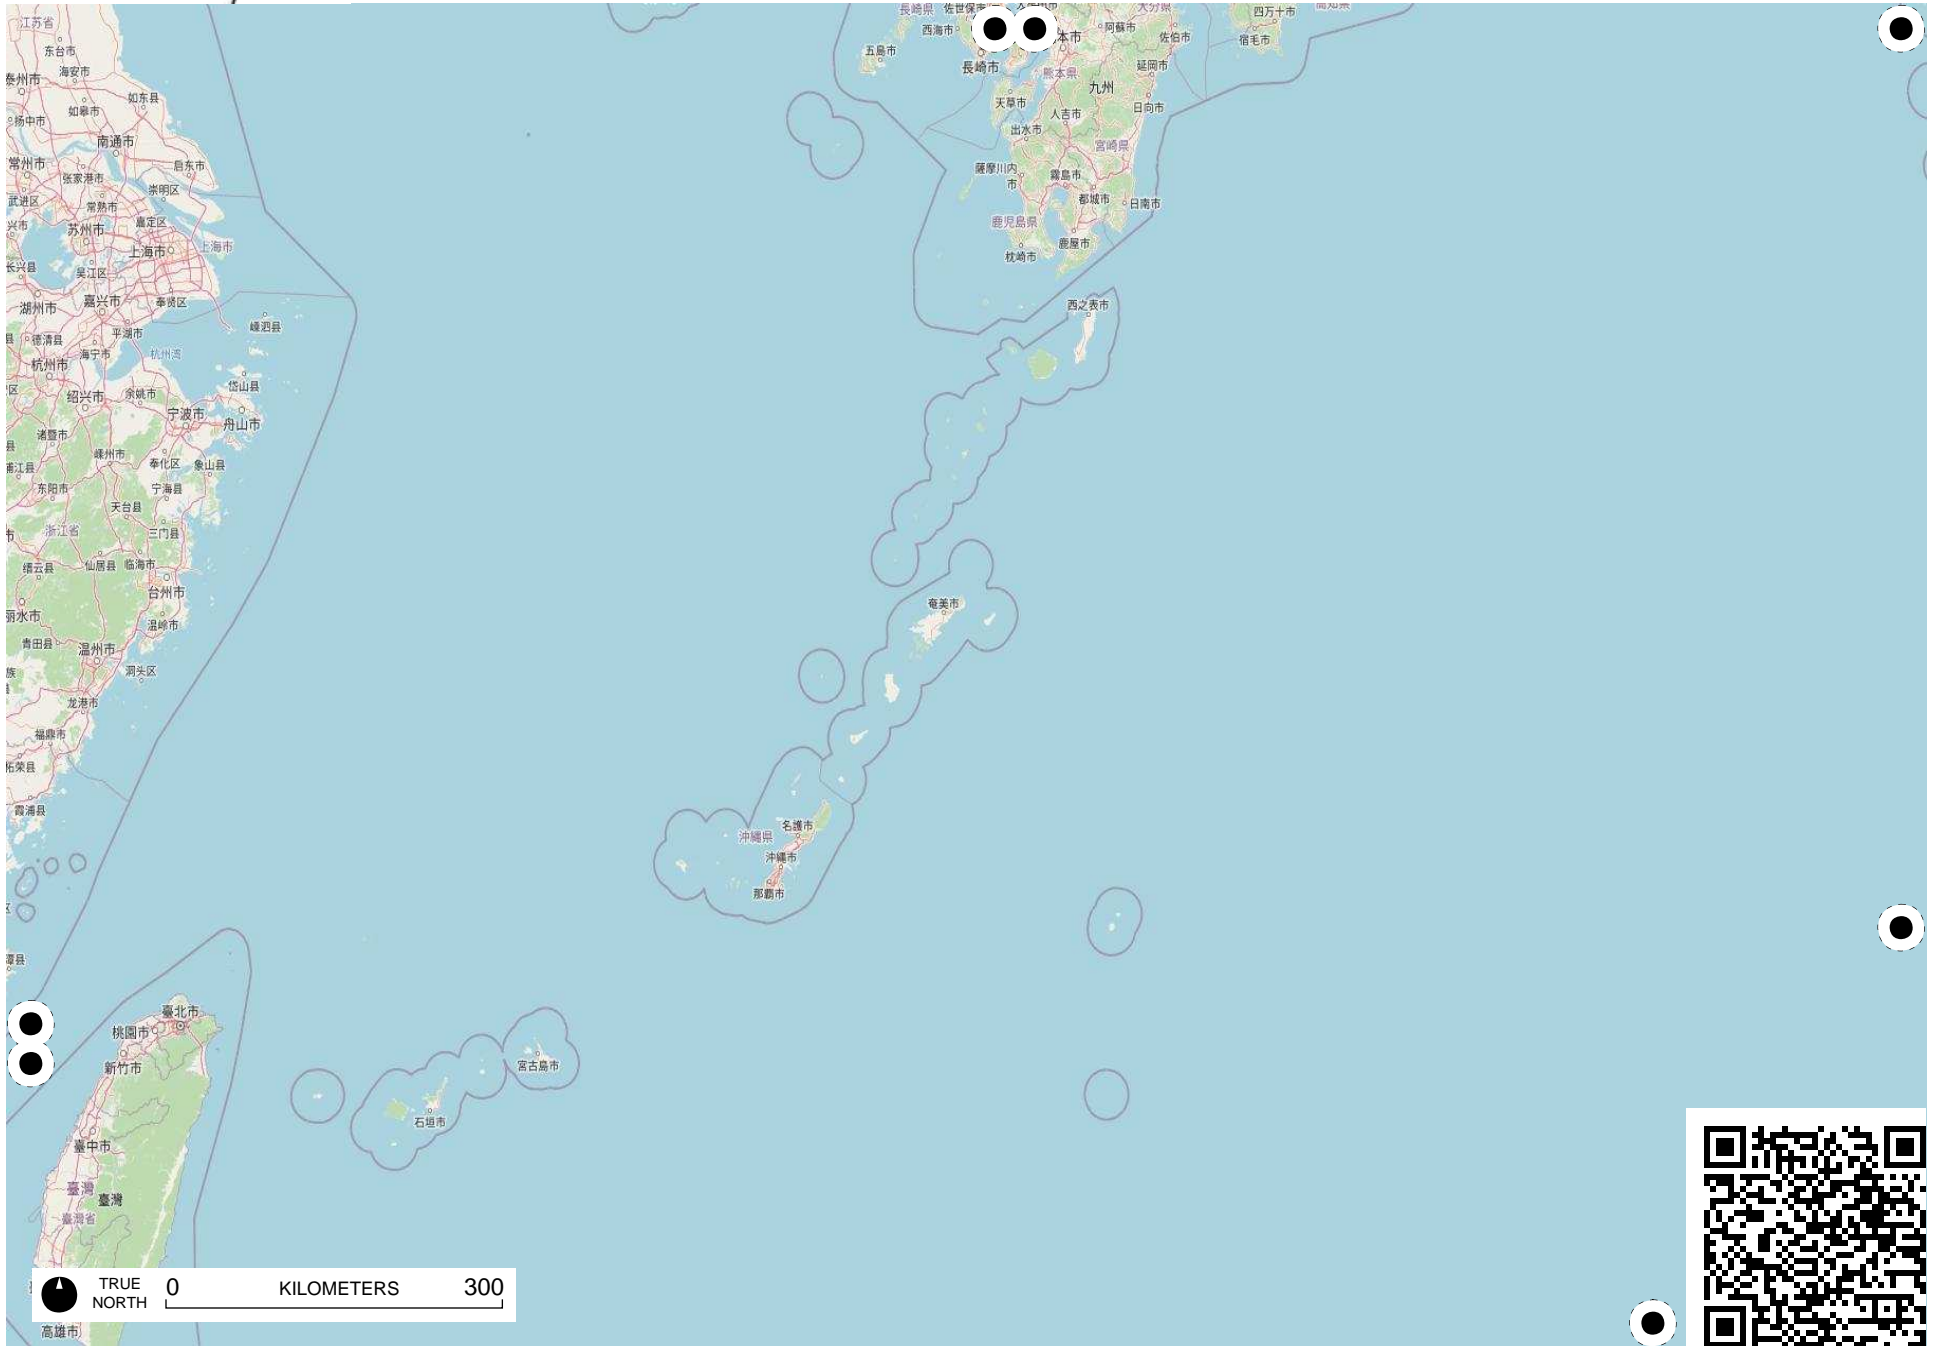 江苏省
东台市
海安市
泰州市
如东县
如皋市
扬中市
南通市
常州市
启东市
张家港市
崇明区
武进区
常熟市
嘉定区
苏州市
上海市
上海市
长兴县
吴江区
湖州市
嘉兴市
奉贤区
嵊泗县
平湖市
德清县
海宁市
杭州湾
杭州市
岱山县
绍兴市
余姚市
宁波市
舟山市
诸暨市
嵊州市
奉化区
象山县
浦江县
东阳市
宁海县
天台县
浙江省
三门县
缙云县
仙居县
临海市
台州市
丽水市
温岭市
青田县
温州市
洞头区
龙港市
福鼎市
柘荣县
霞浦县
長崎県
佐世保市
西海市
五島市
長崎市
熊本県
阿蘇市
大分県
佐伯市
四万十市
宿毛市
高知県
延岡市
九州
天草市
日向市
人吉市
出水市
宮崎県
薩摩川内
市
霧島市
都城市
日南市
鹿児島県
鹿屋市
枕崎市
西之表市
奄美市
名護市
沖縄県
沖縄市
那覇市
臺北市
桃園市
新竹市
宮古島市
石垣市
臺中市
臺灣
臺灣
臺灣省
TRUE
NORTH
0 KILOMETERS 300
高雄市